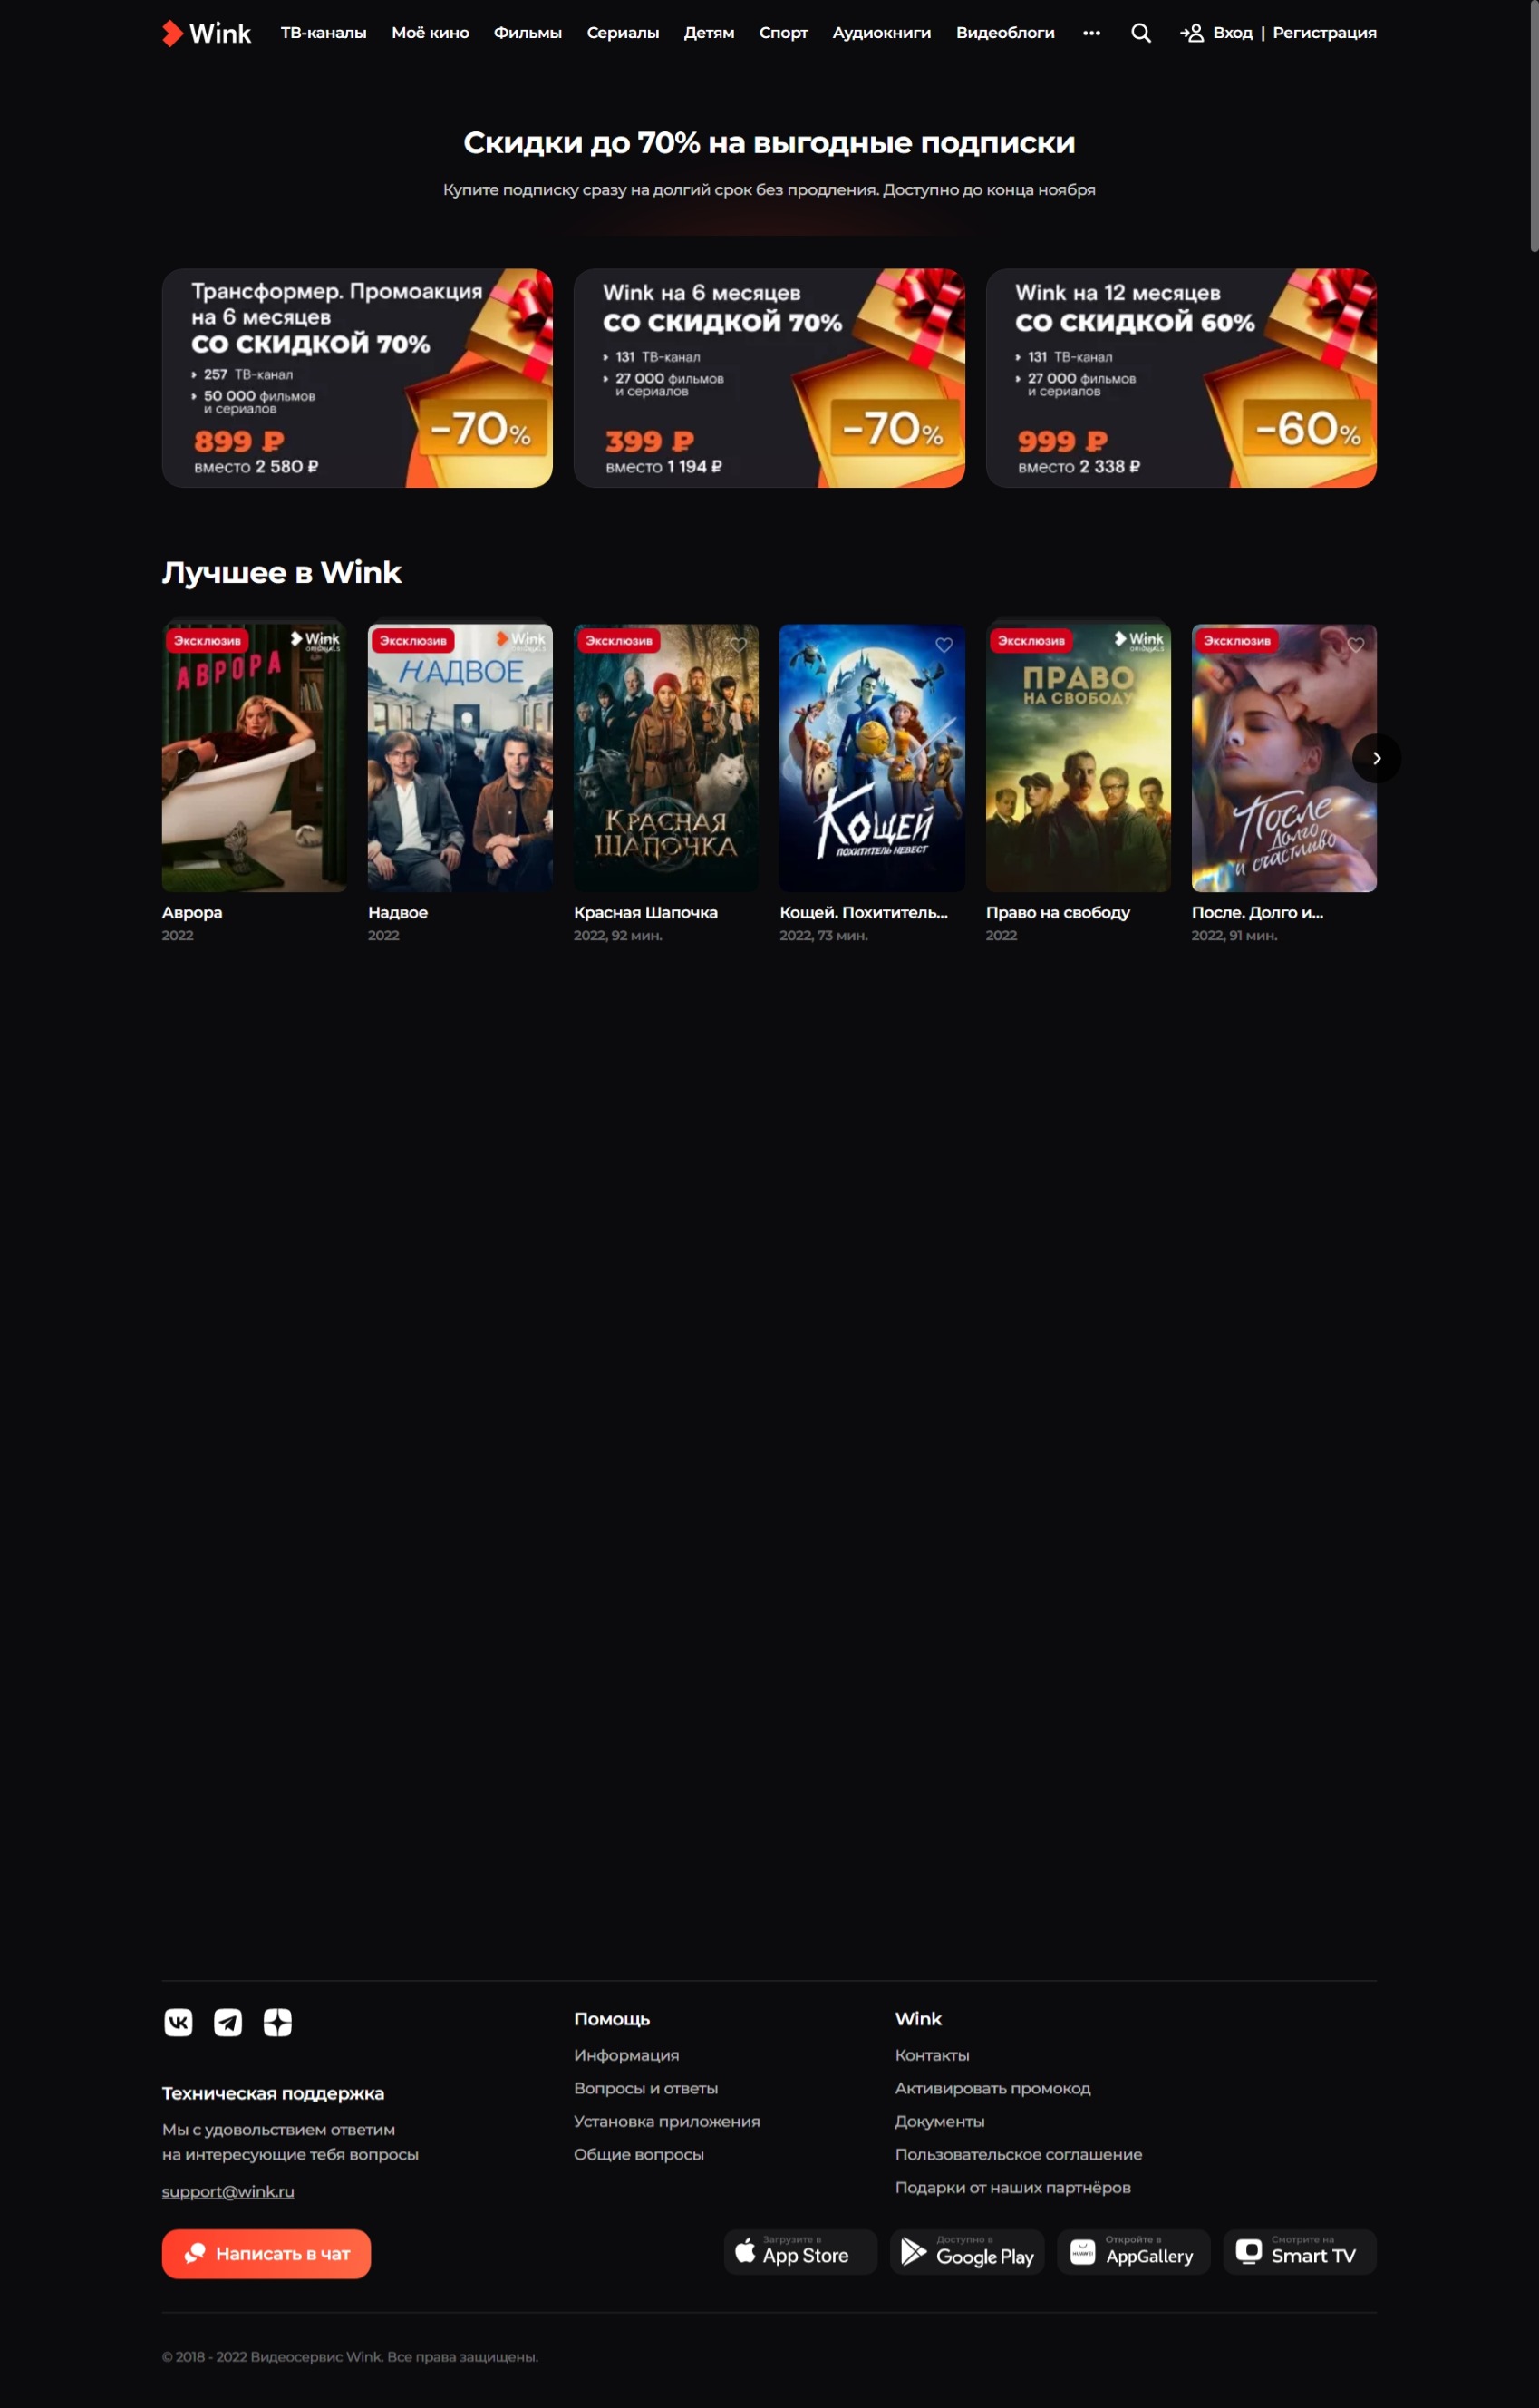 Wink ТВ-каналы Моё кино Фильмы Сериалы Детям Спорт Аудиокниги Видеоблоги Вход | Регистрация
Скидки до 70% на выгодные подписки
Купите подписку сразу на долгий срок без продления. Доступно до конца ноября
Трансформер. Промоакция
на 6 месяцев
СО СКИДКОЙ 70%
257 ТВ-канал
50 000 фильмов
и сериалов
899 ₽
вместо 2 580 ₽
-70%
Wink на 6 месяцев
СО СКИДКОЙ 70%
131 ТВ-канал
27 000 фильмов
и сериалов
399 ₽
вместо 1 194 ₽
-70%
Wink на 12 месяцев
СО СКИДКОЙ 60%
131 ТВ-канал
27 000 фильмов
и сериалов
999 ₽
вместо 2 338 ₽
-60%
Лучшее в Wink
Эксклюзив
Wink
ORIGINALS
АВРОРА
Аврора
2022
Эксклюзив
Wink
ORIGINALS
НАДВОЕ
Надвое
2022
Эксклюзив
КРАСНАЯ
ШАПОЧКА
Красная Шапочка
2022, 92 мин.
КОЩЕЙ
ПОХИТИТЕЛЬ НЕВЕСТ
Кощей. Похититель...
2022, 73 мин.
Эксклюзив
Wink
ORIGINALS
ПРАВО
НА СВОБОДУ
Право на свободу
2022
Эксклюзив
После
Долго
и счастливо
После. Долго и...
2022, 91 мин.
Техническая поддержка
Мы с удовольствием ответим
на интересующие тебя вопросы
support@wink.ru
Написать в чат
Помощь
Информация
Вопросы и ответы
Установка приложения
Общие вопросы
Wink
Контакты
Активировать промокод
Документы
Пользовательское соглашение
Подарки от наших партнёров
Загрузите в
App Store
Доступно в
Google Play
HUAWEI
Откройте в
AppGallery
Смотрите на
Smart TV
© 2018 - 2022 Видеосервис Wink. Все права защищены.